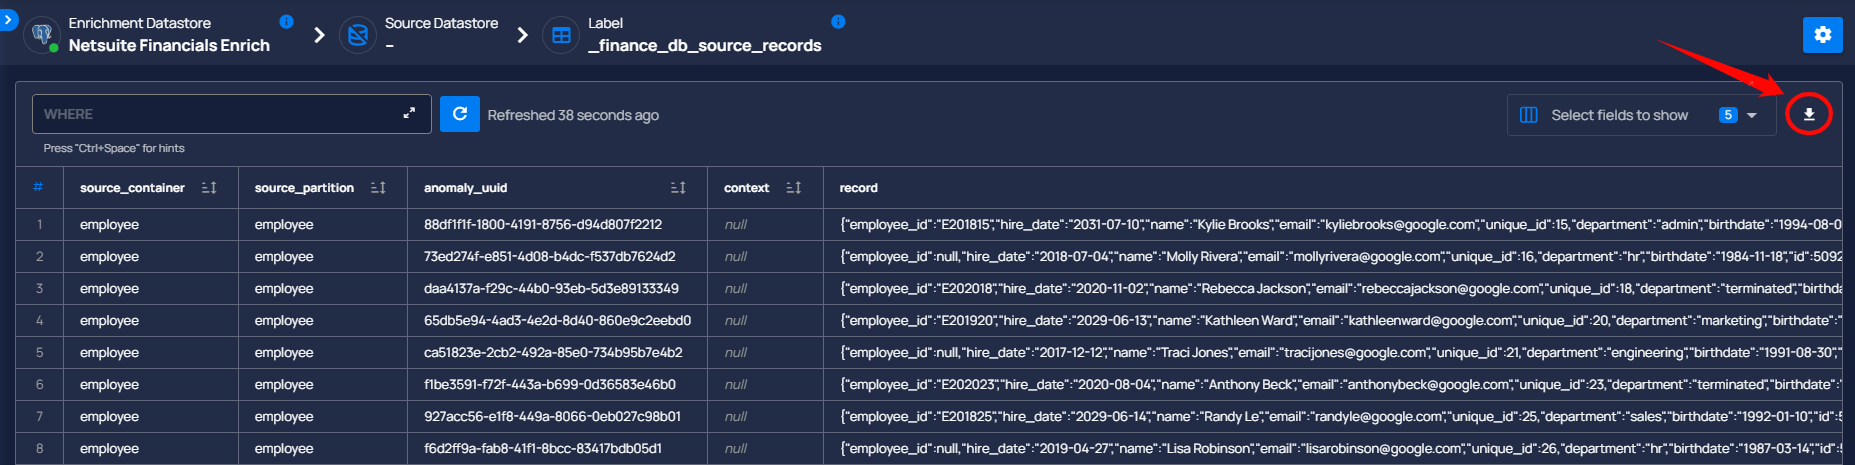 Enrichment Datastore
Netsuite Financials Enrich
Source Datastore
–
Label
_finance_db_source_records
WHERE
Refreshed 38 seconds ago
Select fields to show 5
Press "Ctrl+Space" for hints
# source_container source_partition anomaly_uuid context record
1 employee employee 88df1f1f-1800-4191-8756-d94d807f2212 null {"employee_id":"E201815","hire_date":"2031-07-10","name":"Kylie Brooks","email":"kyliebrooks@google.com","unique_id":15,"department":"admin","birthdate":"1994-08-0
2 employee employee 73ed274f-e851-4d08-b4dc-f537db7624d2 null {"employee_id":null,"hire_date":"2018-07-04","name":"Molly Rivera","email":"mollyrivera@google.com","unique_id":16,"department":"hr","birthdate":"1984-11-18","id":5092
3 employee employee daa4137a-f29c-44b0-93eb-5d3e89133349 null {"employee_id":"E202018","hire_date":"2020-11-02","name":"Rebecca Jackson","email":"rebeccajackson@google.com","unique_id":18,"department":"terminated","birthda
4 employee employee 65db5e94-4ad3-4e2d-8d40-860e9c2eebd0 null {"employee_id":"E201920","hire_date":"2029-06-13","name":"Kathleen Ward","email":"kathleenward@google.com","unique_id":20,"department":"marketing","birthdate":"
5 employee employee ca51823e-2cb2-492a-85e0-734b95b7e4b2 null {"employee_id":null,"hire_date":"2017-12-12","name":"Traci Jones","email":"tracijones@google.com","unique_id":21,"department":"engineering","birthdate":"1991-08-30","
6 employee employee f1be3591-f72f-443a-b699-0d36583e46b0 null {"employee_id":"E202023","hire_date":"2020-08-04","name":"Anthony Beck","email":"anthonybeck@google.com","unique_id":23,"department":"terminated","birthdate":"
7 employee employee 927acc56-e1f8-449a-8066-0eb027c98b01 null {"employee_id":"E201825","hire_date":"2029-06-14","name":"Randy Le","email":"randyle@google.com","unique_id":25,"department":"sales","birthdate":"1992-01-10","id":5
8 employee employee f6d2ff9a-fab8-41f1-8bcc-83417bdb05d1 null {"employee_id":null,"hire_date":"2019-04-27","name":"Lisa Robinson","email":"lisarobinson@google.com","unique_id":26,"department":"hr","birthdate":"1987-03-14","id":5